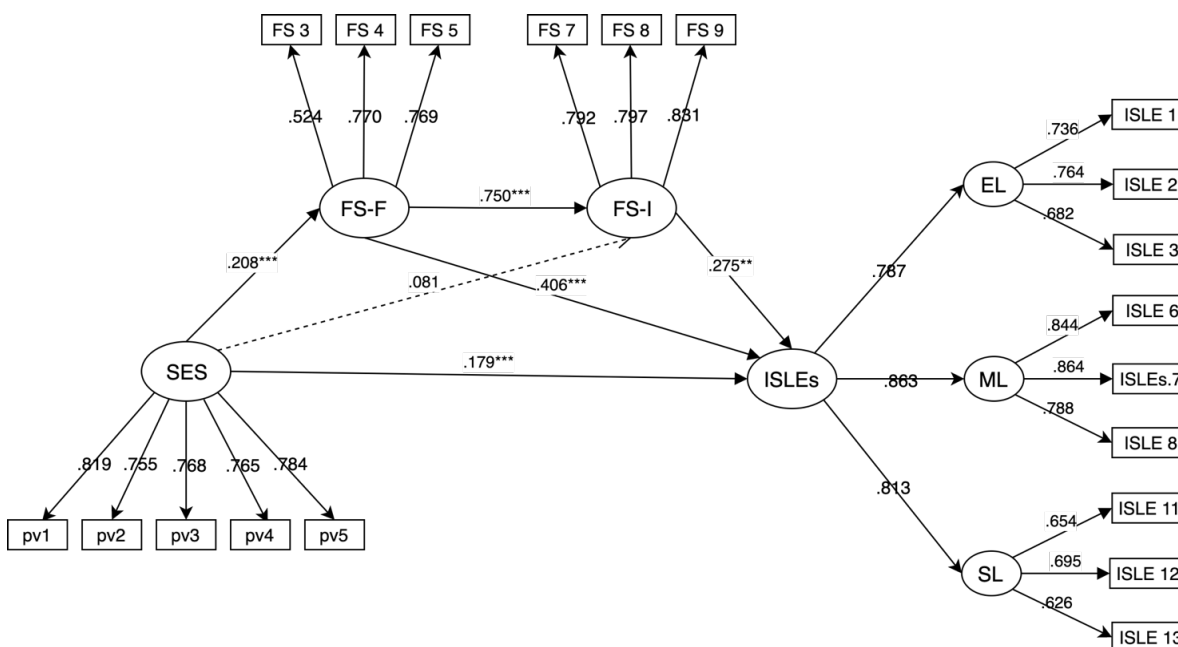 FS 3
FS 4
FS 5
FS 7
FS 8
FS 9
.524
.770
.769
.792
.797
.831
ISLE 1
.736
EL
.764
ISLE 2
.682
ISLE 3
FS-F
.750***
FS-I
.208***
.081
.406***
.275**
.787
ISLE 6
.844
SES
.179***
ISLEs
.863
ML
.864
ISLEs.7
.788
ISLE 8
.819
.755
.768
.765
.784
.813
pv1
pv2
pv3
pv4
pv5
ISLE 11
.654
SL
.695
ISLE 12
.626
ISLE 13